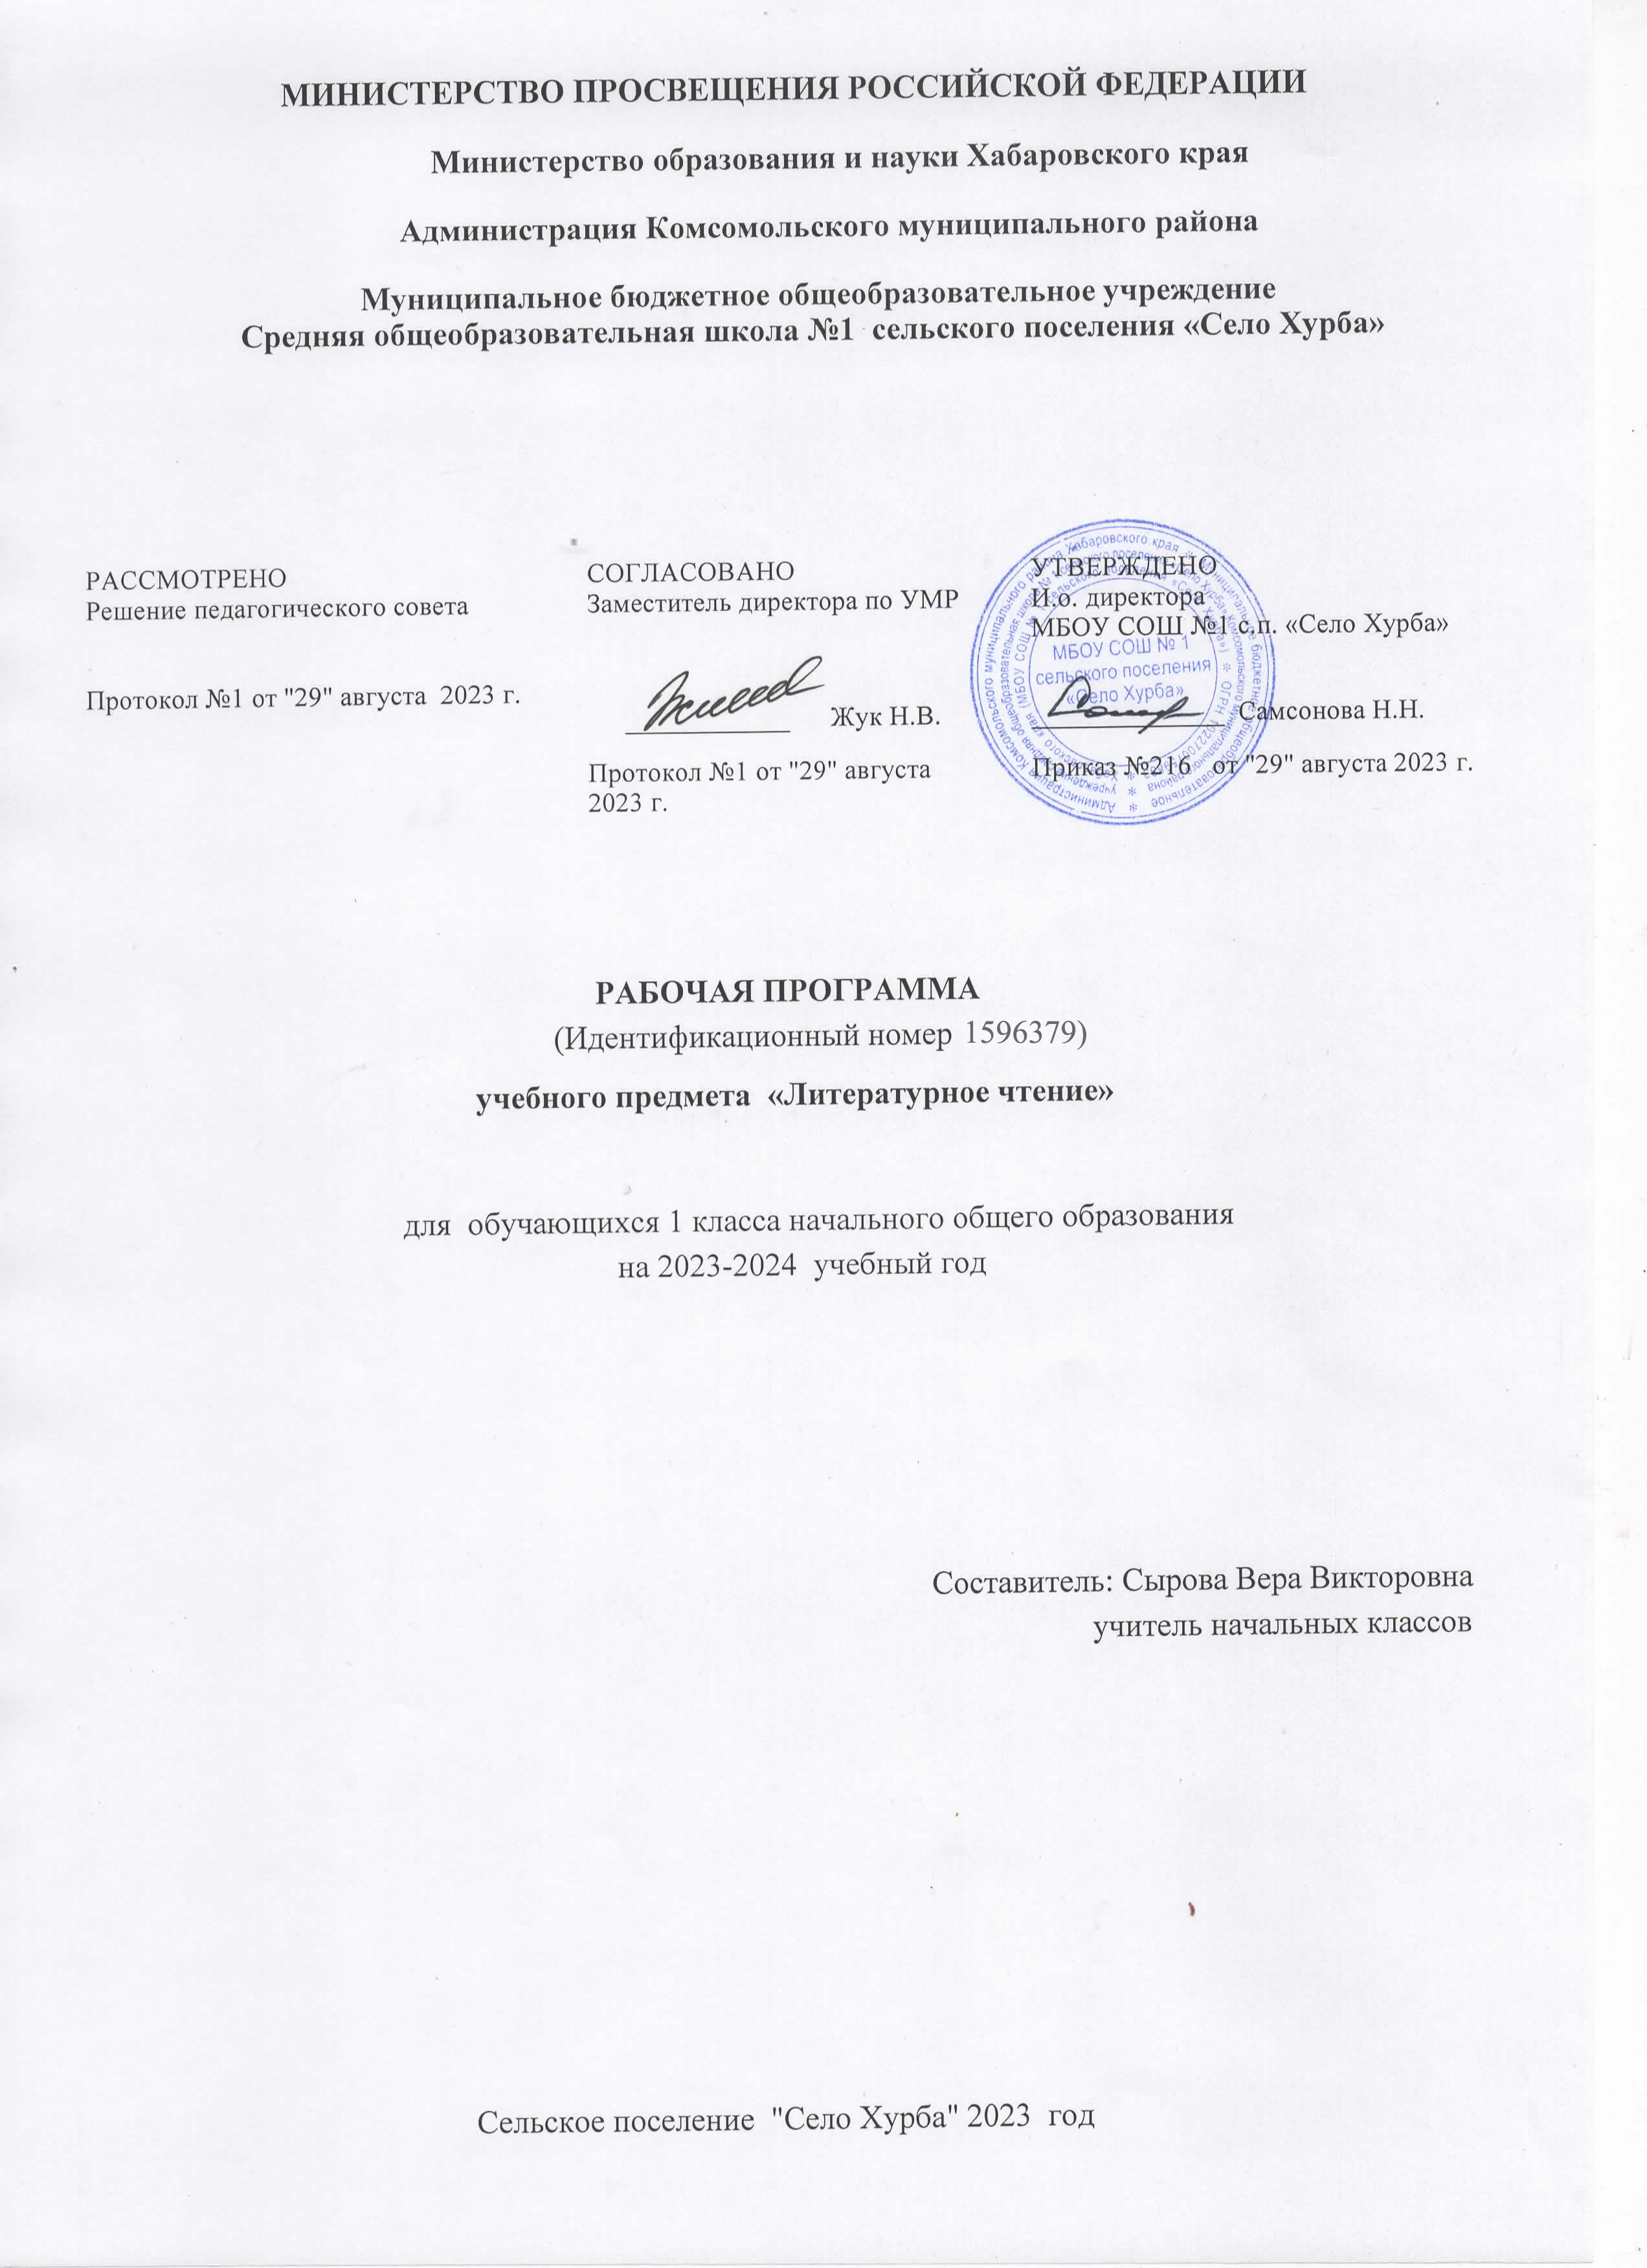 МИНИСТЕРСТВО ПРОСВЕЩЕНИЯ РОССИЙСКОЙ ФЕДЕРАЦИИ
Министерство образования и науки Хабаровского края
Администрация Комсомольского муниципального района
Муниципальное бюджетное общеобразовательное учреждение
Средняя общеобразовательная школа №1 сельского поселения «Село Хурба»
РАССМОТРЕНО
Решение педагогического совета
Протокол №1 от "29" августа 2023 г.
СОГЛАСОВАНО
Заместитель директора по УМР
Жук Н.В.
Протокол №1 от "29" августа
2023 г.
УТВЕРЖДЕНО
И.о. директора
МБОУ СОШ №1 с.п. «Село Хурба»
Самсонова Н.Н.
Приказ №216 от "29" августа 2023 г.
МБОУ СОШ № 1
сельского поселения
«Село Хурба»
РАБОЧАЯ ПРОГРАММА
(Идентификационный номер 1596379)
учебного предмета «Литературное чтение»
для обучающихся 1 класса начального общего образования
на 2023-2024 учебный год
Составитель: Сырова Вера Викторовна
учитель начальных классов
Сельское поселение "Село Хурба" 2023 год